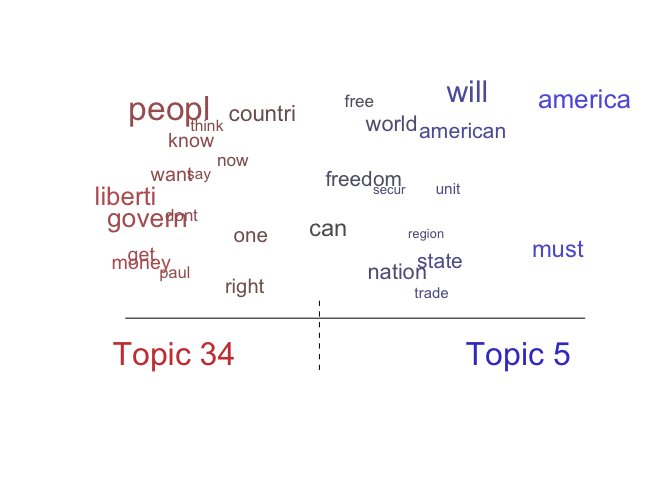 will
america
free
peopl
countri
world
think
american
know
now
want
say
freedom
secur
unit
liberti
govern
dont
one
can
region
must
get
money
state
paul
nation
right
trade
Topic 34
Topic 5